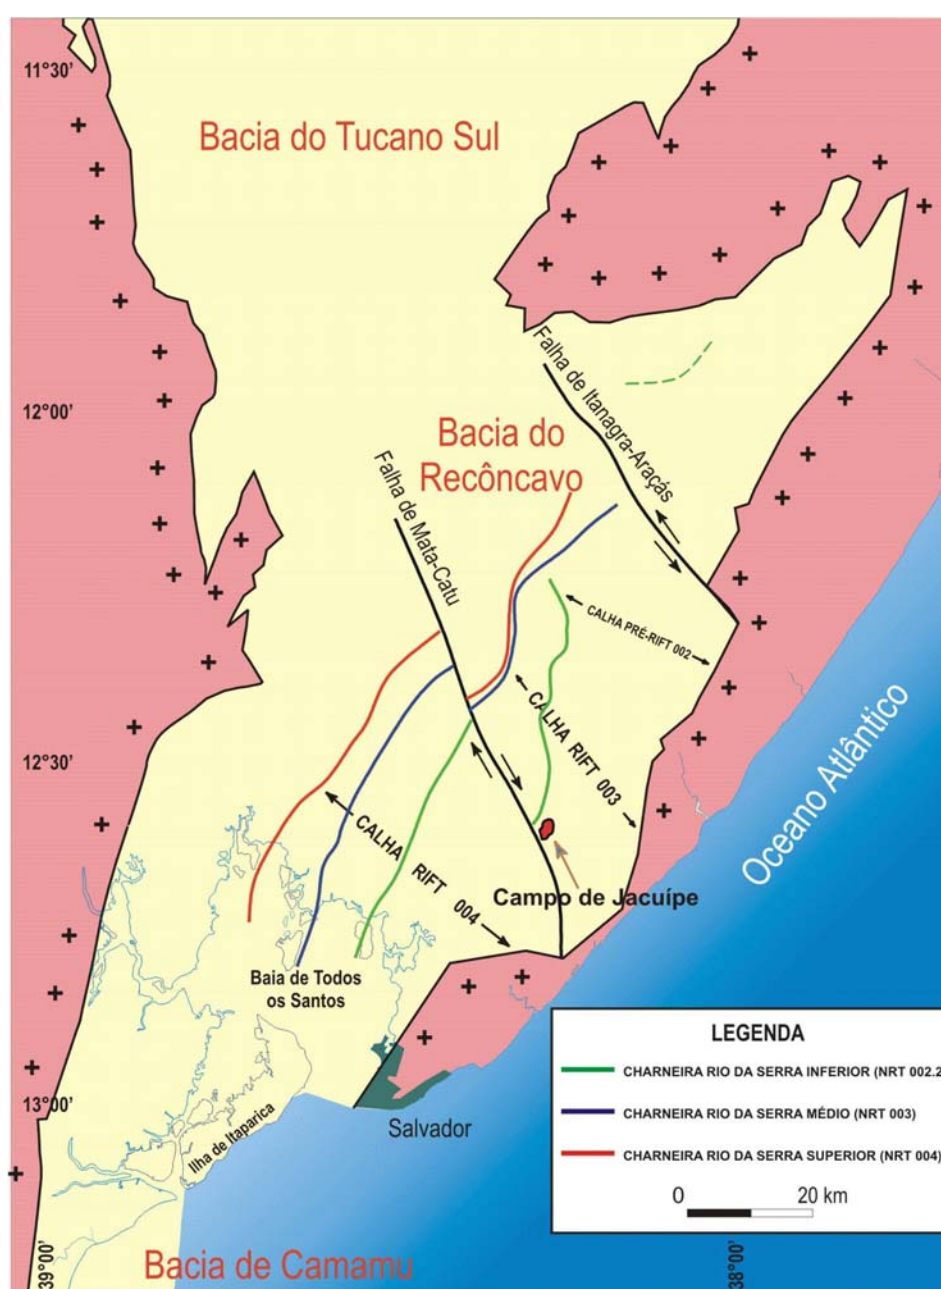 11°30'
Bacia do Tucano Sul
Falha de Itanagra-Araçás
12°00'
Bacia do
Recôncavo
Falha de Mata-Catu
CALHA PRÉ-RIFT 002
CALHA RIFT 003
12°30'
CALHA RIFT 004
Oceano Atlântico
Campo de Jacuípe
Baia de Todos
os Santos
LEGENDA
CHARNEIRA RIO DA SERRA INFERIOR (NRT 002.2
CHARNEIRA RIO DA SERRA MÉDIO (NRT 003)
CHARNEIRA RIO DA SERRA SUPERIOR (NRT 004)
0 20 km
13°00'
Salvador
Ilha de Itaparica
Bacia de Camamu
39°00'
38°00'